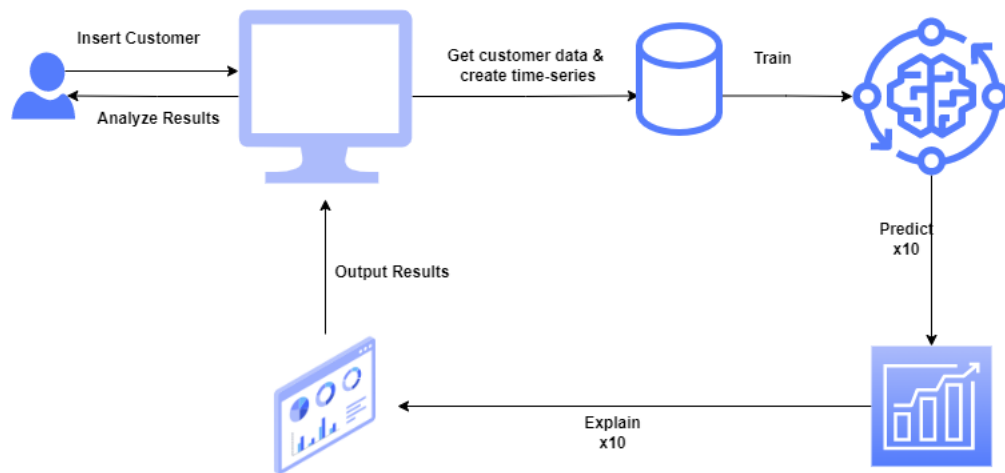 Insert Customer
Analyze Results
Get customer data &
create time-series
Train
Predict
x10
Explain
x10
Output Results